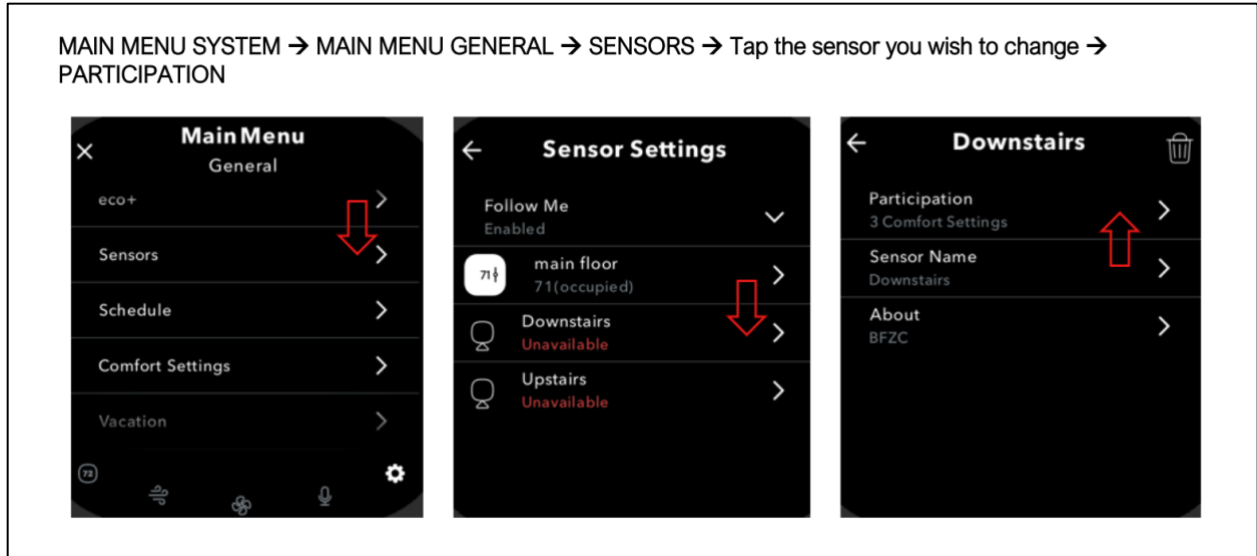 MAIN MENU SYSTEM → MAIN MENU GENERAL → SENSORS → Tap the sensor you wish to change →
PARTICIPATION
Main Menu
General
eco+
Sensors
Schedule
Comfort Settings
Vacation
72
Sensor Settings
Follow Me
Enabled
71
main floor
71(occupied)
Downstairs
Unavailable
Upstairs
Unavailable
Downstairs
Participation
3 Comfort Settings
Sensor Name
Downstairs
About
BFZC